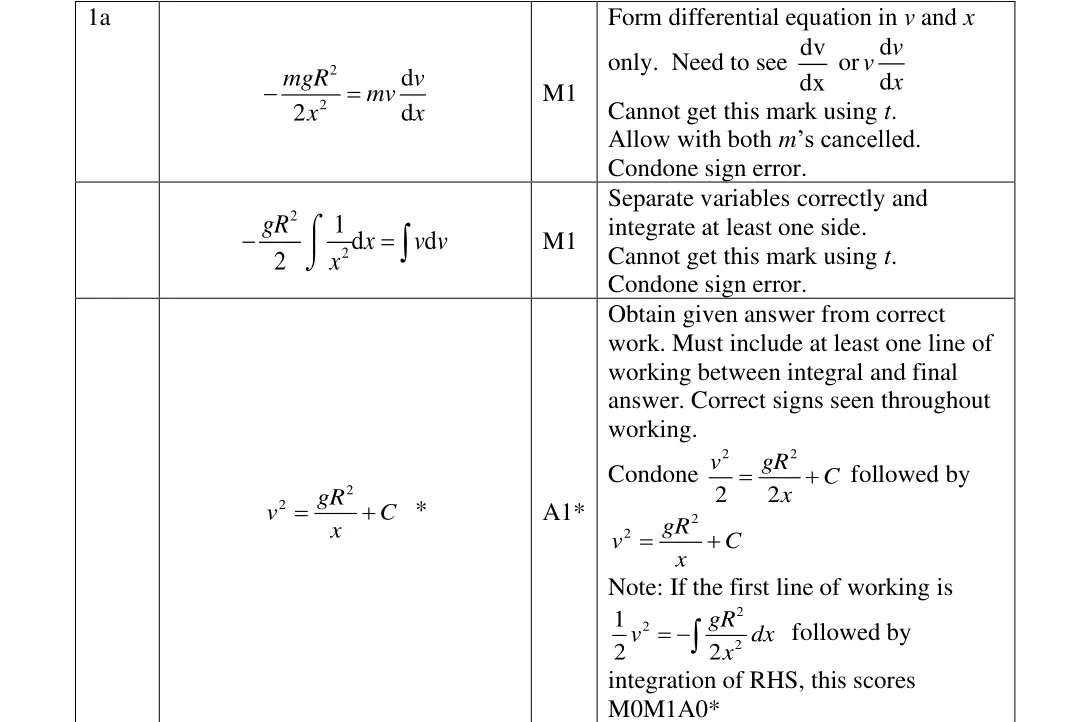 1a
Form differential equation in v and x
only.  Need to see dv/dx or v dv/dx
−mgR²/2x² = mv dv/dx
M1
Cannot get this mark using t.
Allow with both m’s cancelled.
Condone sign error.
Separate variables correctly and
integrate at least one side.
−gR²/2 ∫ 1/x² dx = ∫ vdv
M1
Cannot get this mark using t.
Condone sign error.
Obtain given answer from correct
work. Must include at least one line of
working between integral and final
answer. Correct signs seen throughout
working.
Condone v²/2 = gR²/2x + C followed by
v² = gR²/x + C *
A1*
v² = gR²/x + C
Note: If the first line of working is
1/2 v² = −∫ gR²/2x² dx followed by
integration of RHS, this scores
M0M1A0*